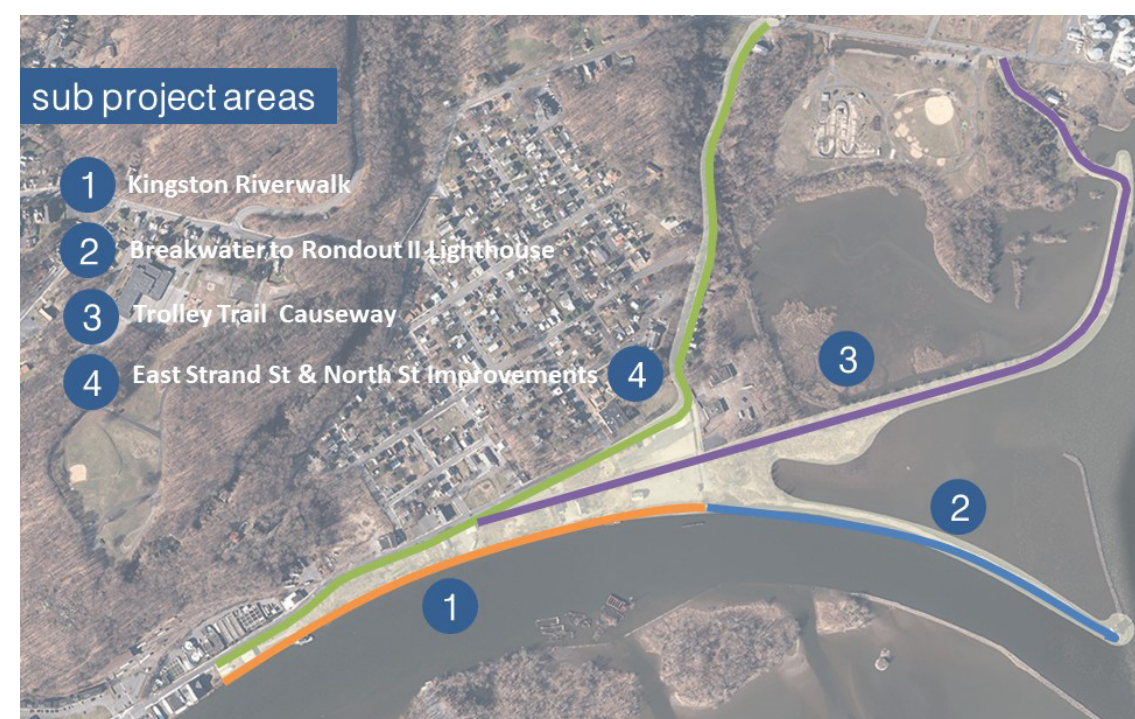 sub project areas
1 Kingston Riverwalk
2 Breakwater to Rondout II Lighthouse
3 Trolley Trail Causeway
4 East Strand St & North St Improvements
4
3
2
1